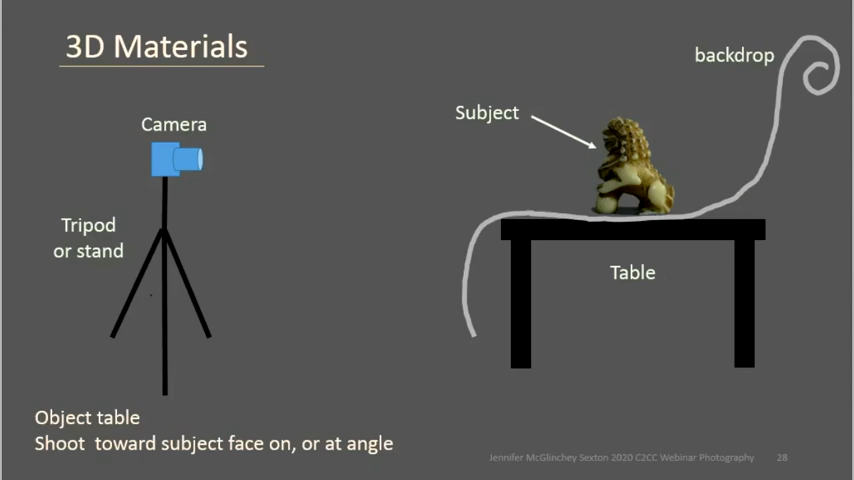 3D Materials
backdrop
Subject
Camera
Tripod
or stand
Table
Object table
Shoot toward subject face on, or at angle
Jennifer McGlinchey Sexton 2020 C2CC Webinar Photography 28